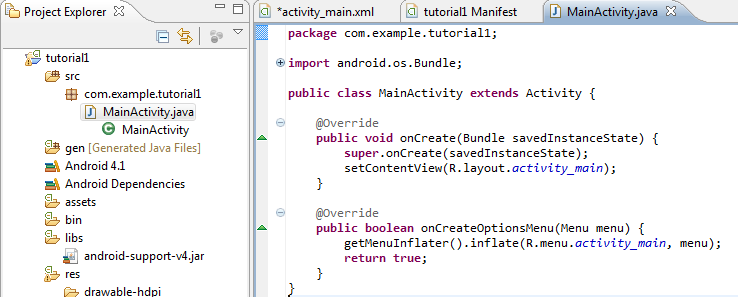 Project Explorer
tutorial1
src
com.example.tutorial1
MainActivity.java
MainActivity
gen [Generated Java Files]
Android 4.1
Android Dependencies
assets
bin
libs
android-support-v4.jar
res
drawable-hdpi
*activity_main.xml
tutorial1 Manifest
MainActivity.java
package com.example.tutorial1;
import android.os.Bundle;
public class MainActivity extends Activity {
@Override
public void onCreate(Bundle savedInstanceState) {
super.onCreate(savedInstanceState);
setContentView(R.layout.activity_main);
}
@Override
public boolean onCreateOptionsMenu(Menu menu) {
getMenuInflater().inflate(R.menu.activity_main, menu);
return true;
}
}